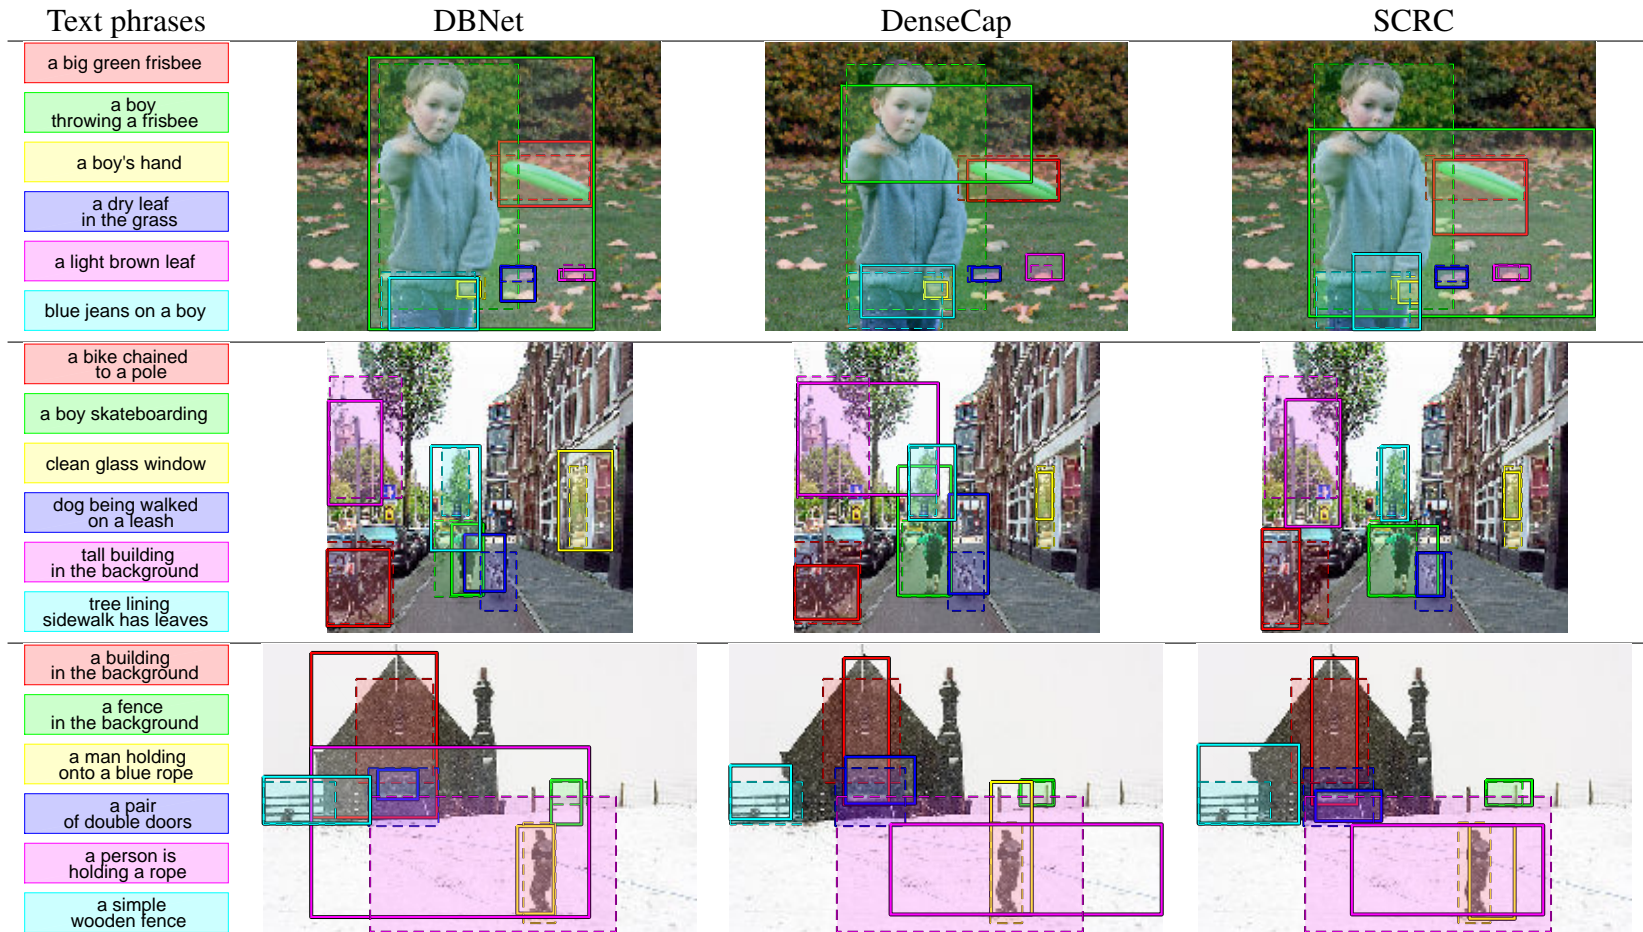 Text phrases DBNet DenseCap SCRC
a big green frisbee
a boy
throwing a frisbee
a boy's hand
a dry leaf
in the grass
a light brown leaf
blue jeans on a boy
a bike chained
to a pole
a boy skateboarding
clean glass window
dog being walked
on a leash
tall building
in the background
tree lining
sidewalk has leaves
a building
in the background
a fence
in the background
a man holding
onto a blue rope
a pair
of double doors
a person is
holding a rope
a simple
wooden fence